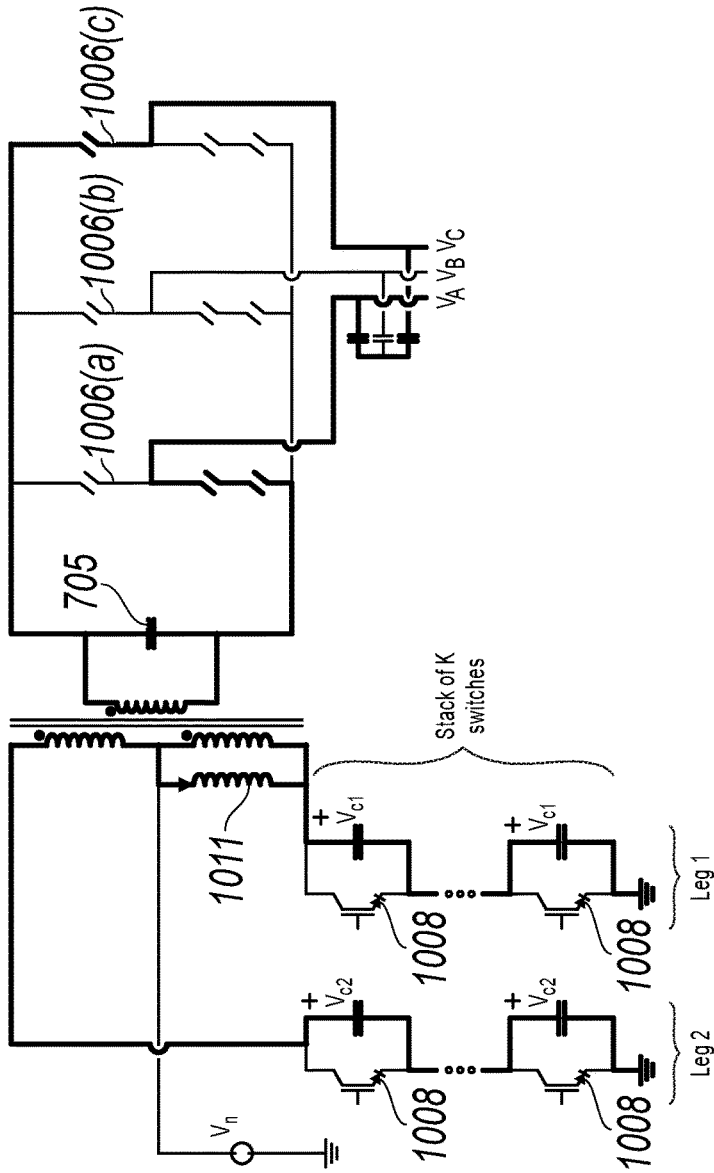 1006(c)
1006(b)
1006(a)
VA
VB
VC
705
1011
Stack of K
switches
+
Vc1
+
Vc1
1008
1008
Leg 1
+
Vc2
+
Vc2
1008
1008
Leg 2
Vn